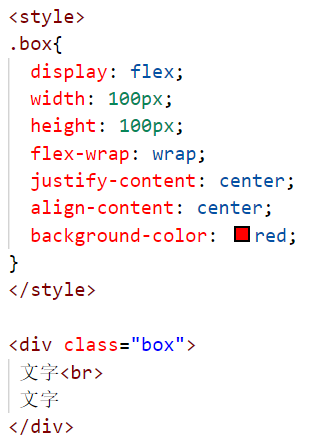 <style>
.box{
display: flex;
width: 100px;
height: 100px;
flex-wrap: wrap;
justify-content: center;
align-content: center;
background-color: red;
}
</style>
<div class="box">
文字<br>
文字
</div>